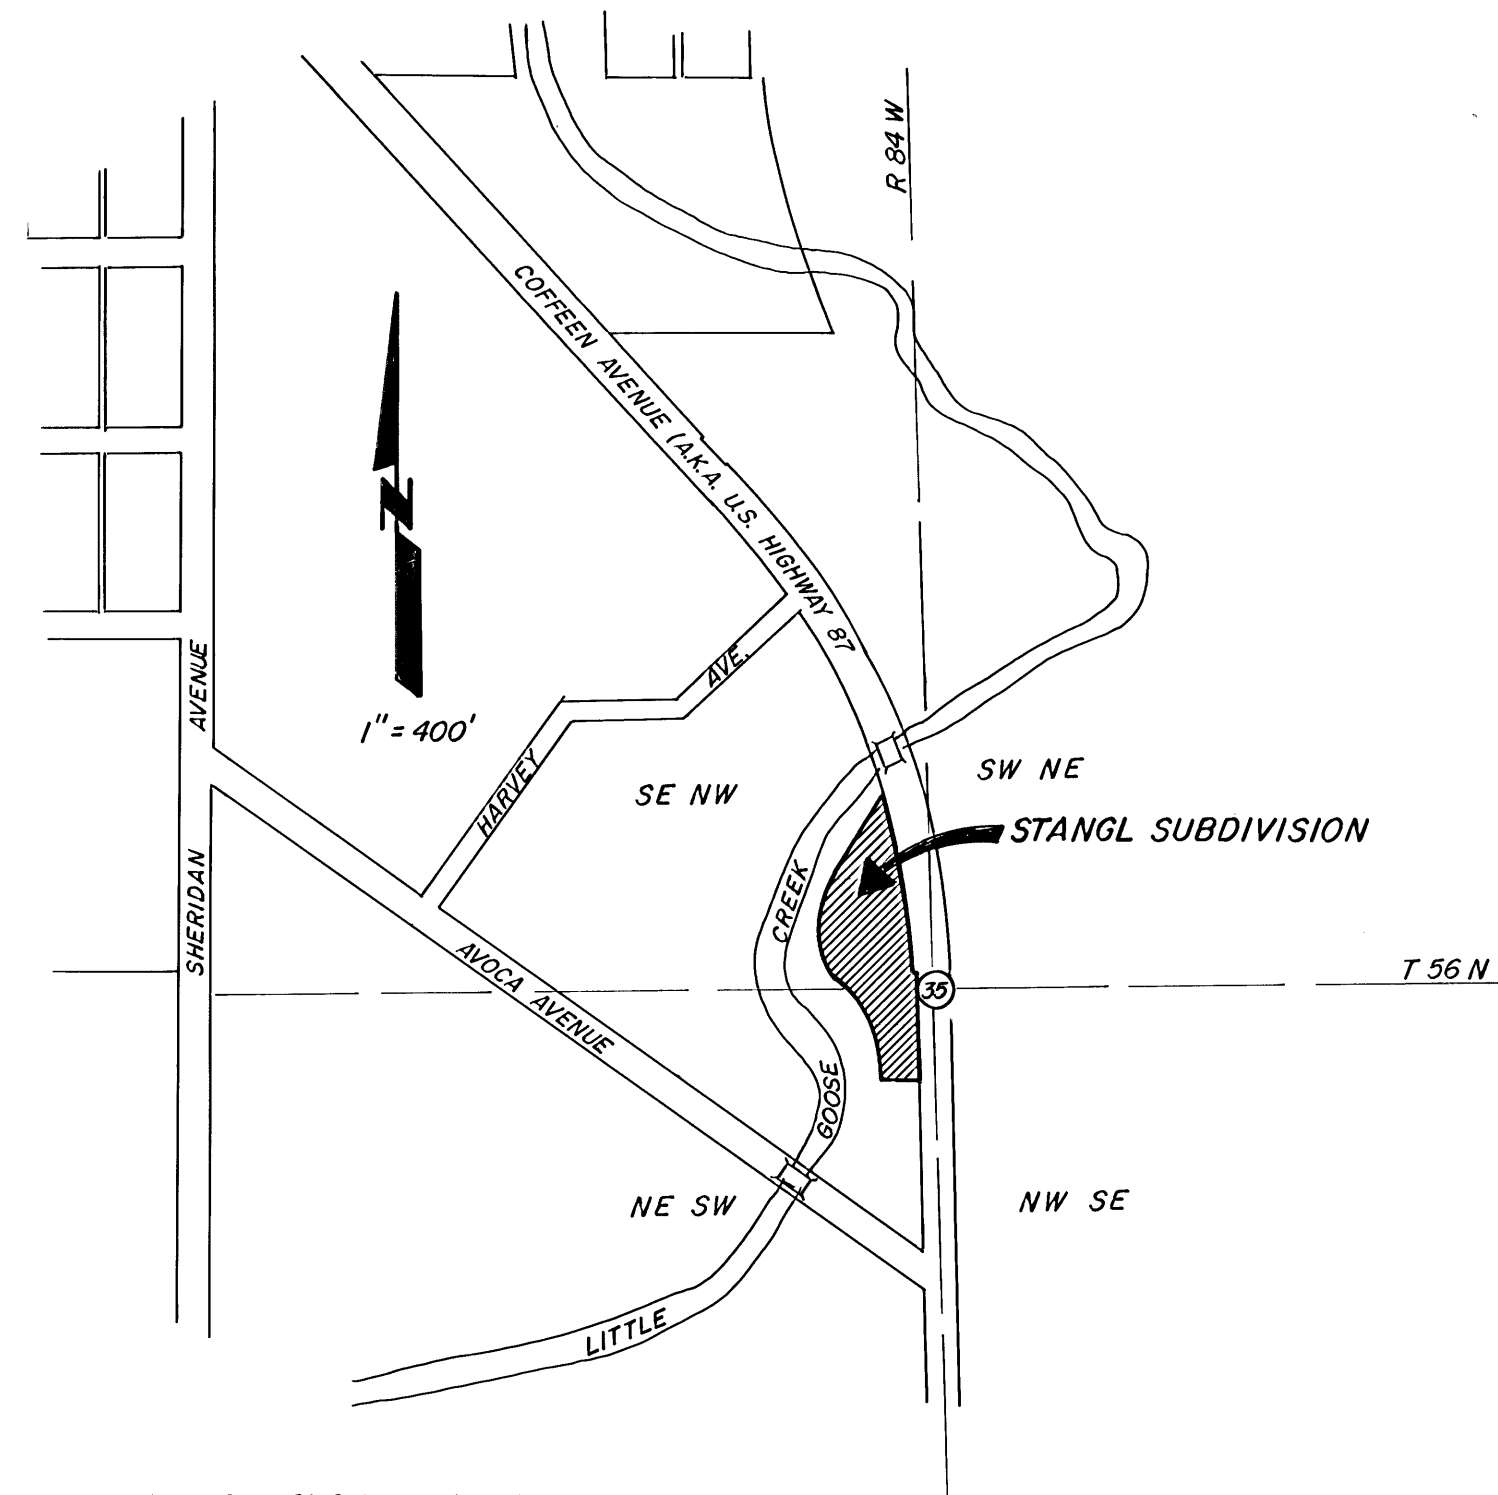 R 84 W
COFFEEN AVENUE (A.K.A. U.S. HIGHWAY 87
N
1" = 400'
SHERIDAN AVENUE
HARVEY AVE.
SE NW
SW NE
STANGL SUBDIVISION
AVOCA AVENUE
35
T 56 N
LITTLE GOOSE CREEK
NE SW
NW SE